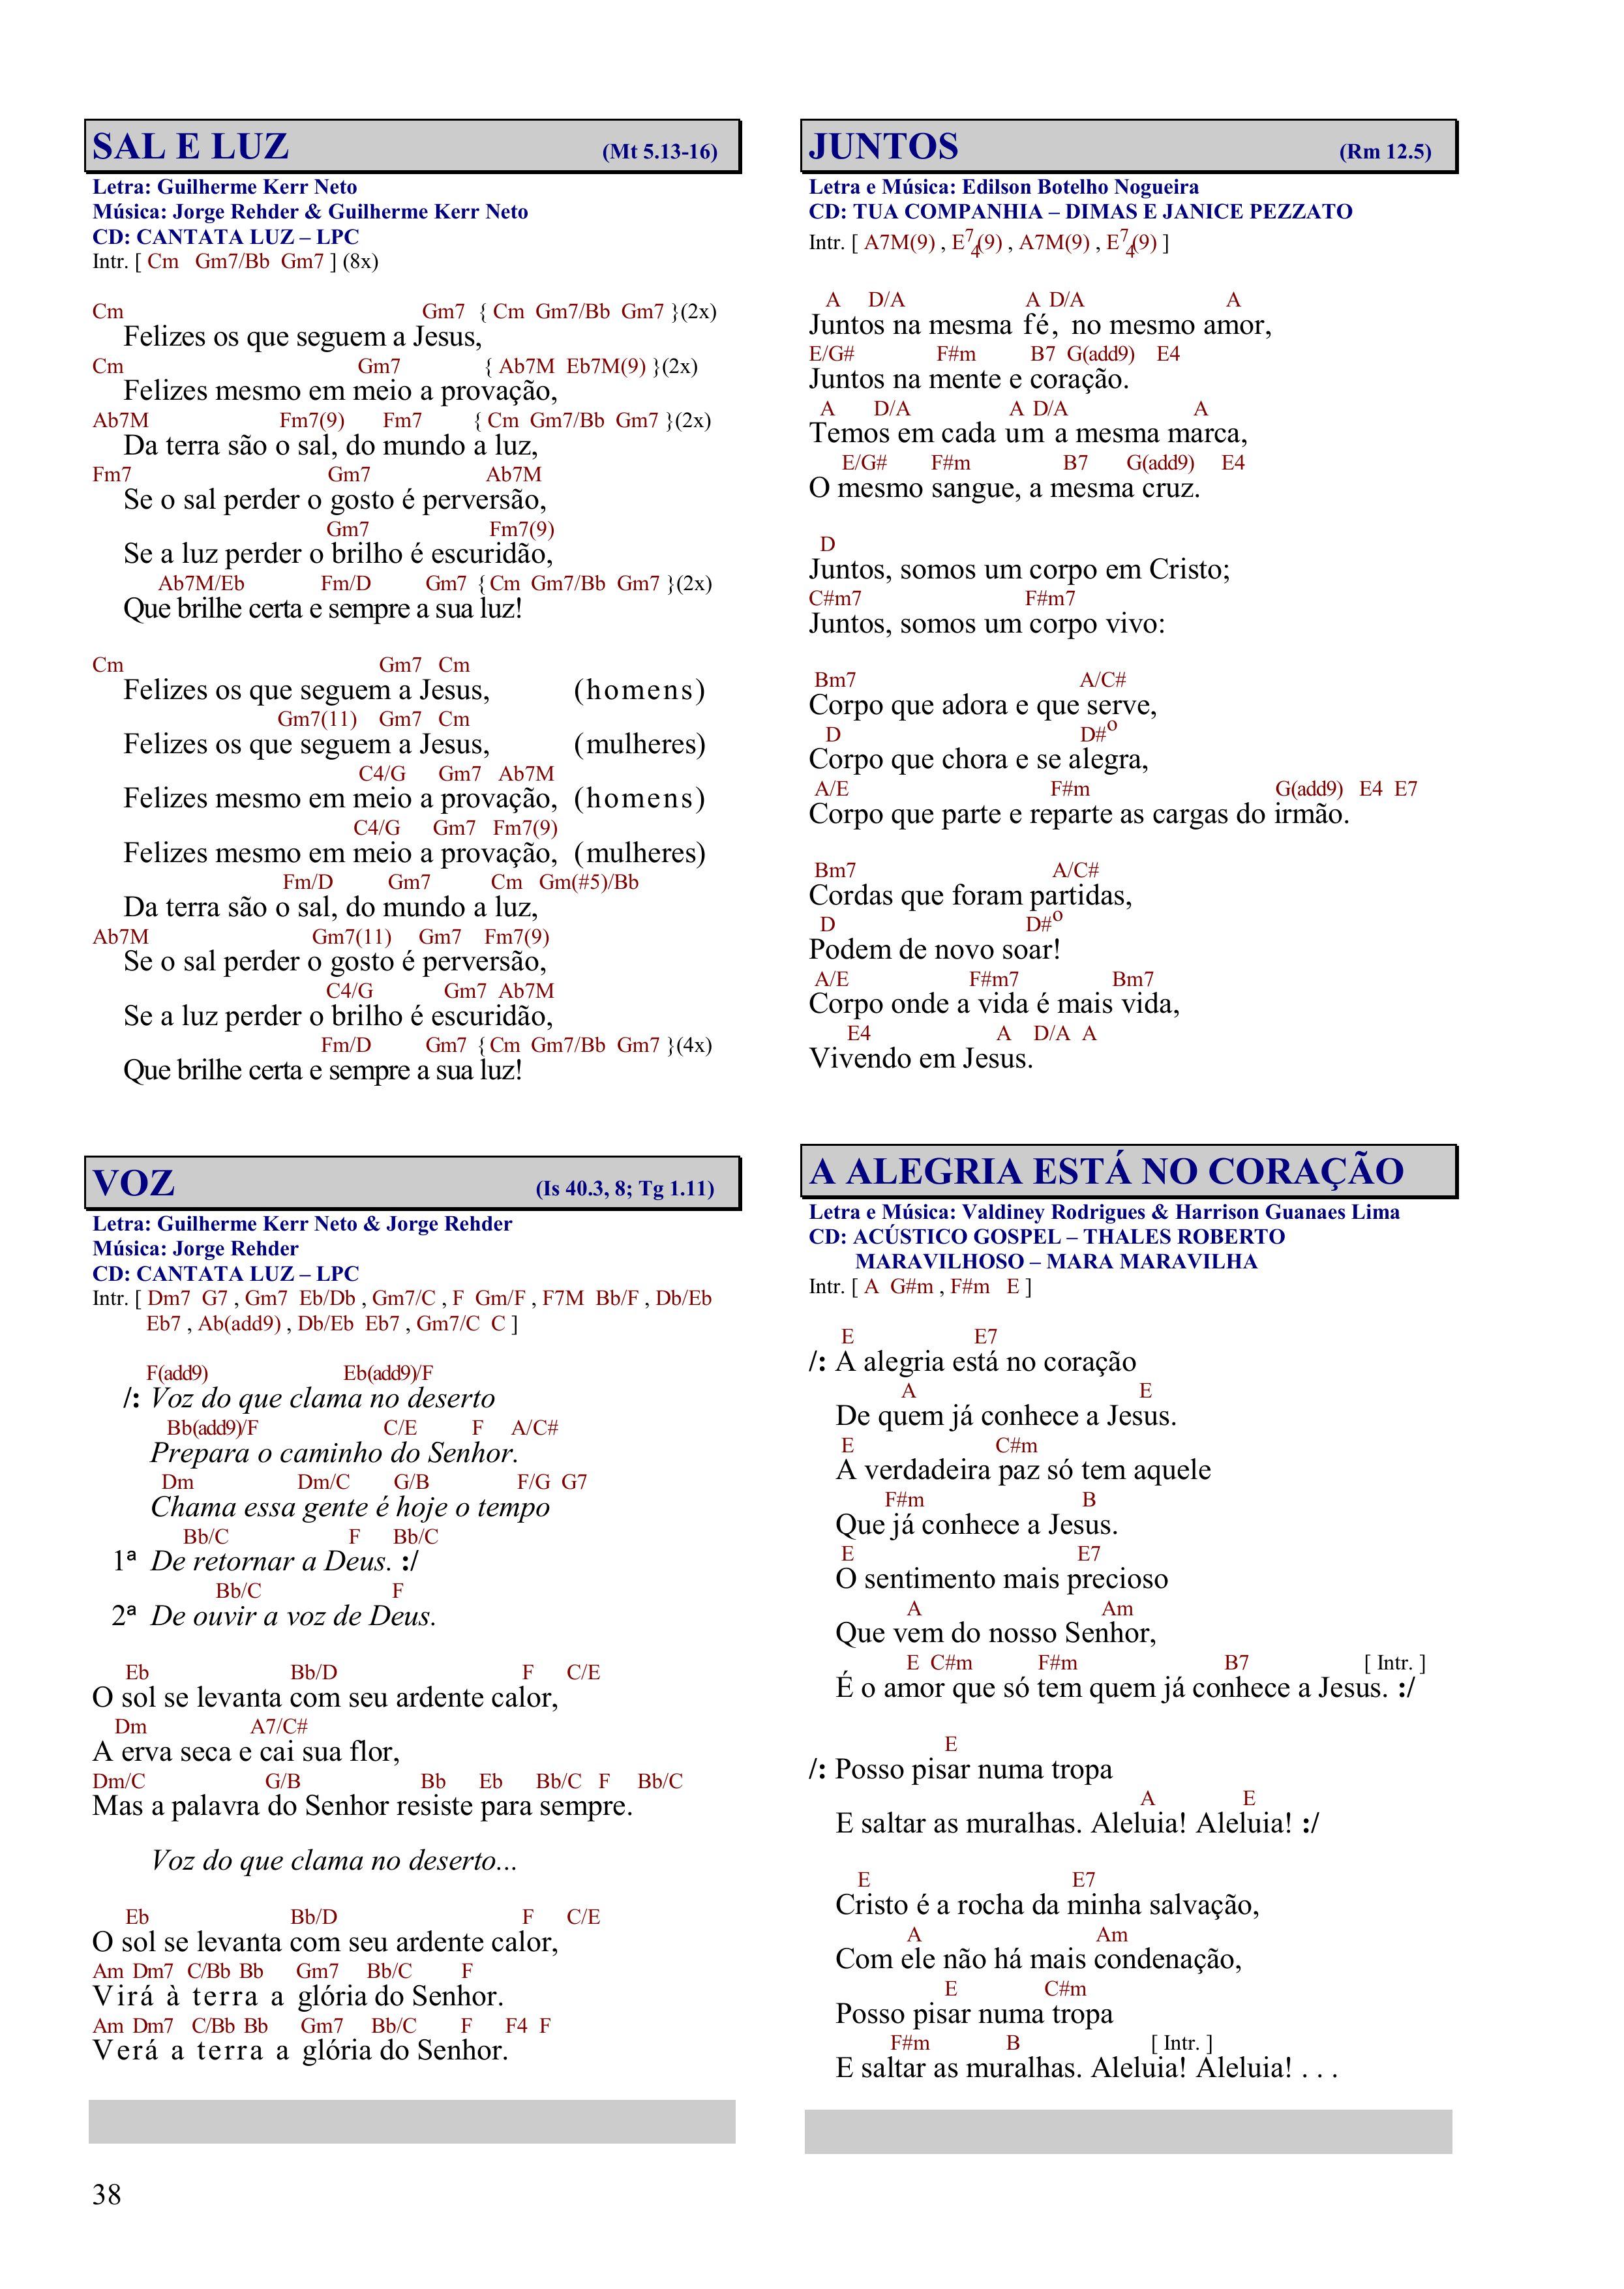 SAL E LUZ (Mt 5.13-16)
Letra: Guilherme Kerr Neto
Música: Jorge Rehder & Guilherme Kerr Neto
CD: CANTATA LUZ – LPC
Intr. [ Cm Gm7/Bb Gm7 ] (8x)
Cm Gm7 { Cm Gm7/Bb Gm7 }(2x)
Felizes os que seguem a Jesus,
Cm Gm7 { Ab7M Eb7M(9) }(2x)
Felizes mesmo em meio a provação,
Ab7M Fm7(9) Fm7 { Cm Gm7/Bb Gm7 }(2x)
Da terra são o sal, do mundo a luz,
Fm7 Gm7 Ab7M
Se o sal perder o gosto é perversão,
Gm7 Fm7(9)
Se a luz perder o brilho é escuridão,
Ab7M/Eb Fm/D Gm7 { Cm Gm7/Bb Gm7 }(2x)
Que brilhe certa e sempre a sua luz!
Cm Gm7 Cm
Felizes os que seguem a Jesus, (homens)
Gm7(11) Gm7 Cm
Felizes os que seguem a Jesus, (mulheres)
C4/G Gm7 Ab7M
Felizes mesmo em meio a provação, (homens)
C4/G Gm7 Fm7(9)
Felizes mesmo em meio a provação, (mulheres)
Fm/D Gm7 Cm Gm(#5)/Bb
Da terra são o sal, do mundo a luz,
Ab7M Gm7(11) Gm7 Fm7(9)
Se o sal perder o gosto é perversão,
C4/G Gm7 Ab7M
Se a luz perder o brilho é escuridão,
Fm/D Gm7 { Cm Gm7/Bb Gm7 }(4x)
Que brilhe certa e sempre a sua luz!
VOZ (Is 40.3, 8; Tg 1.11)
Letra: Guilherme Kerr Neto & Jorge Rehder
Música: Jorge Rehder
CD: CANTATA LUZ – LPC
Intr. [ Dm7 G7 , Gm7 Eb/Db , Gm7/C , F Gm/F , F7M Bb/F , Db/Eb
Eb7 , Ab(add9) , Db/Eb Eb7 , Gm7/C C ]
F(add9) Eb(add9)/F
/: Voz do que clama no deserto
Bb(add9)/F C/E F A/C#
Prepara o caminho do Senhor.
Dm Dm/C G/B F/G G7
Chama essa gente é hoje o tempo
Bb/C F Bb/C
1ª De retornar a Deus. :/
Bb/C F
2ª De ouvir a voz de Deus.
Eb Bb/D F C/E
O sol se levanta com seu ardente calor,
Dm A7/C#
A erva seca e cai sua flor,
Dm/C G/B Bb Eb Bb/C F Bb/C
Mas a palavra do Senhor resiste para sempre.
Voz do que clama no deserto...
Eb Bb/D F C/E
O sol se levanta com seu ardente calor,
Am Dm7 C/Bb Bb Gm7 Bb/C F
Virá à terra a glória do Senhor.
Am Dm7 C/Bb Bb Gm7 Bb/C F F4 F
Verá a terra a glória do Senhor.
38
JUNTOS (Rm 12.5)
Letra e Música: Edilson Botelho Nogueira
CD: TUA COMPANHIA – DIMAS E JANICE PEZZATO
Intr. [ A7M(9) , E7 4(9) , A7M(9) , E7 4(9) ]
A D/A A D/A A
Juntos na mesma fé, no mesmo amor,
E/G# F#m B7 G(add9) E4
Juntos na mente e coração.
A D/A A D/A A
Temos em cada um a mesma marca,
E/G# F#m B7 G(add9) E4
O mesmo sangue, a mesma cruz.
D
Juntos, somos um corpo em Cristo;
C#m7 F#m7
Juntos, somos um corpo vivo:
Bm7 A/C#
Corpo que adora e que serve,
D D#º
Corpo que chora e se alegra,
A/E F#m G(add9) E4 E7
Corpo que parte e reparte as cargas do irmão.
Bm7 A/C#
Cordas que foram partidas,
D D#º
Podem de novo soar!
A/E F#m7 Bm7
Corpo onde a vida é mais vida,
E4 A D/A A
Vivendo em Jesus.
A ALEGRIA ESTÁ NO CORAÇÃO
Letra e Música: Valdiney Rodrigues & Harrison Guanaes Lima
CD: ACÚSTICO GOSPEL – THALES ROBERTO
MARAVILHOSO – MARA MARAVILHA
Intr. [ A G#m , F#m E ]
E E7
/: A alegria está no coração
A E
De quem já conhece a Jesus.
E C#m
A verdadeira paz só tem aquele
F#m B
Que já conhece a Jesus.
E E7
O sentimento mais precioso
A Am
Que vem do nosso Senhor,
E C#m F#m B7 [ Intr. ]
É o amor que só tem quem já conhece a Jesus. :/
E
/: Posso pisar numa tropa
A E
E saltar as muralhas. Aleluia! Aleluia! :/
E E7
Cristo é a rocha da minha salvação,
A Am
Com ele não há mais condenação,
E C#m
Posso pisar numa tropa
F#m B [ Intr. ]
E saltar as muralhas. Aleluia! Aleluia! . . .